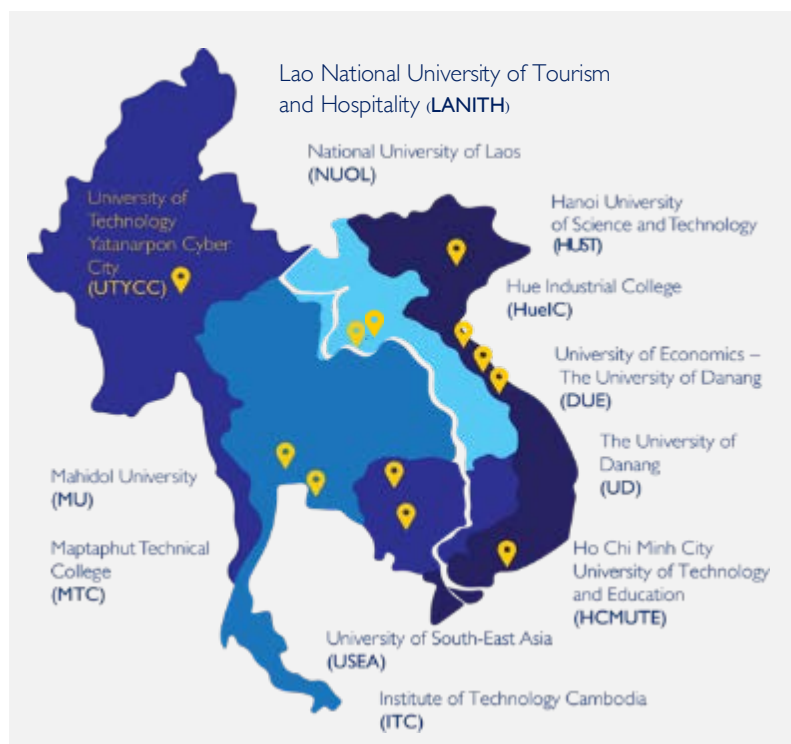 Lao National University of Tourism
and Hospitality (LANITH)
National University of Laos
(NUOL)
University of
Technology
Yatanarpon Cyber
City
(UTYCC)
Hanoi University
of Science and Technology
(HUST)
Hue Industrial College
(HueIC)
University of Economics –
The University of Danang
(DUE)
The University of
Danang
(UD)
Mahidol University
(MU)
Maptaphut Technical
College
(MTC)
Ho Chi Minh City
University of Technology
and Education
(HCMUTE)
University of South-East Asia
(USEA)
Institute of Technology Cambodia
(ITC)